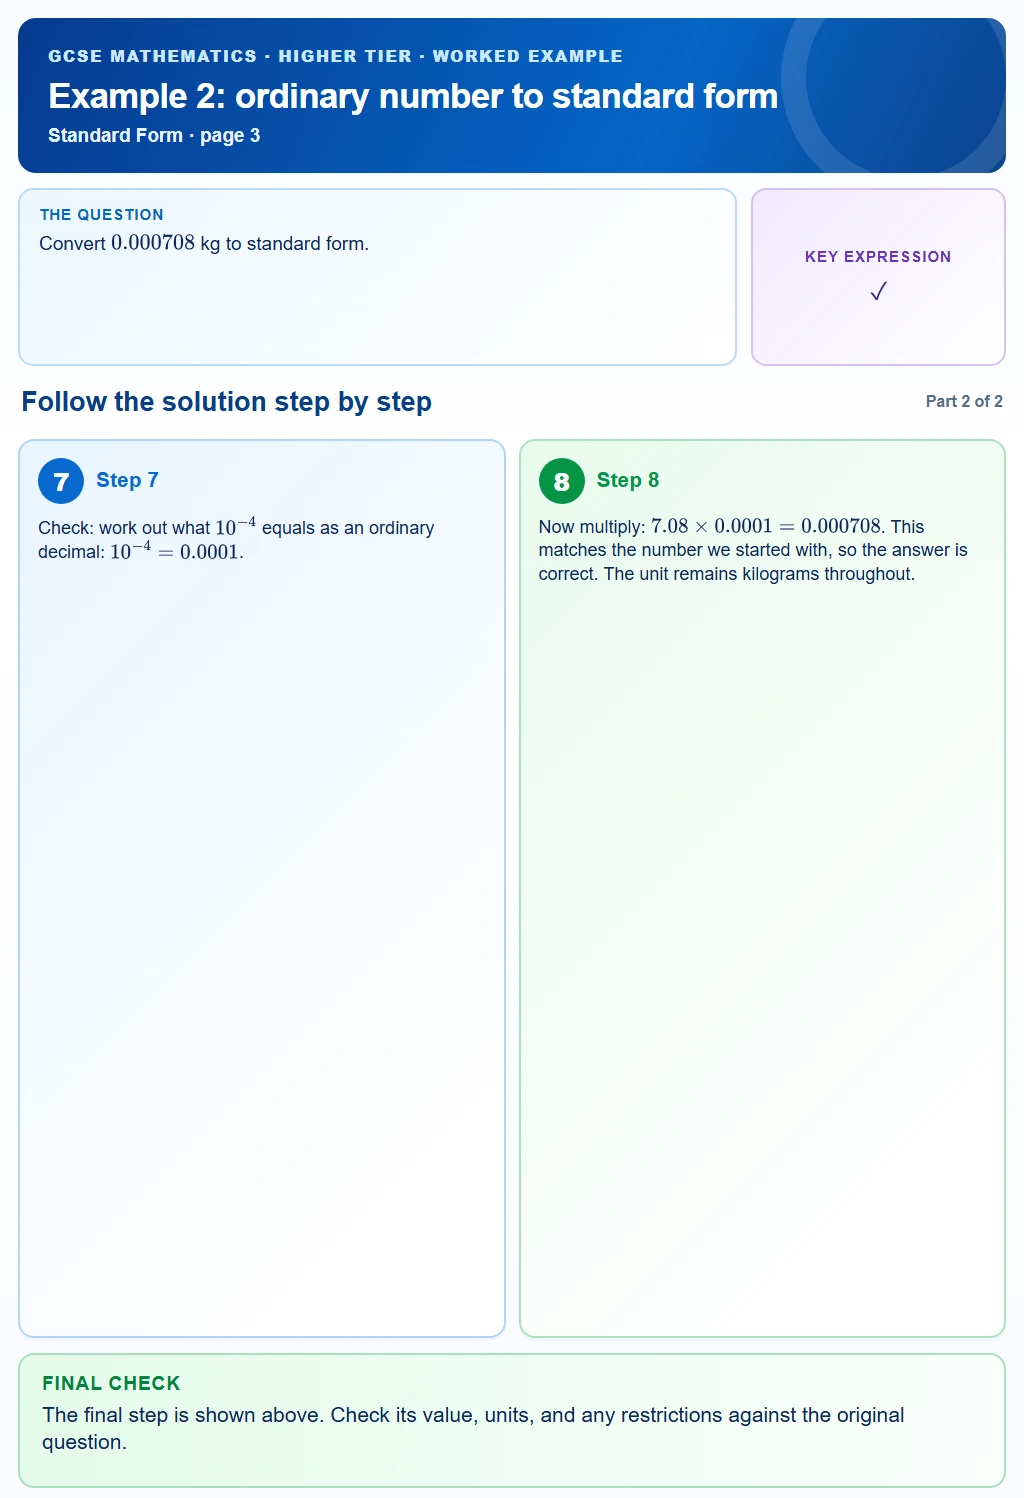 GCSE MATHEMATICS · HIGHER TIER · WORKED EXAMPLE
Example 2: ordinary number to standard form
Standard Form · page 3
THE QUESTION
Convert 0.000708 kg to standard form.
KEY EXPRESSION
✓
Follow the solution step by step
Part 2 of 2
7 Step 7
Check: work out what 10⁻⁴ equals as an ordinary
decimal: 10⁻⁴ = 0.0001.
8 Step 8
Now multiply: 7.08 × 0.0001 = 0.000708. This
matches the number we started with, so the answer is
correct. The unit remains kilograms throughout.
FINAL CHECK
The final step is shown above. Check its value, units, and any restrictions against the original
question.